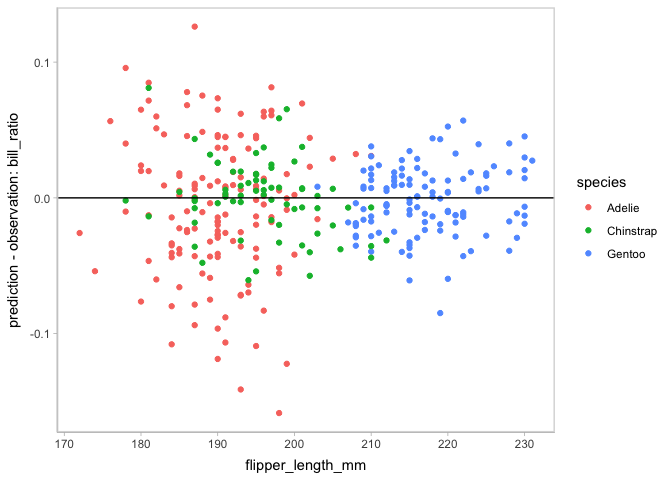 prediction - observation: bill_ratio
0.1
0.0
-0.1
170 180 190 200 210 220 230
flipper_length_mm
species
Adelie
Chinstrap
Gentoo